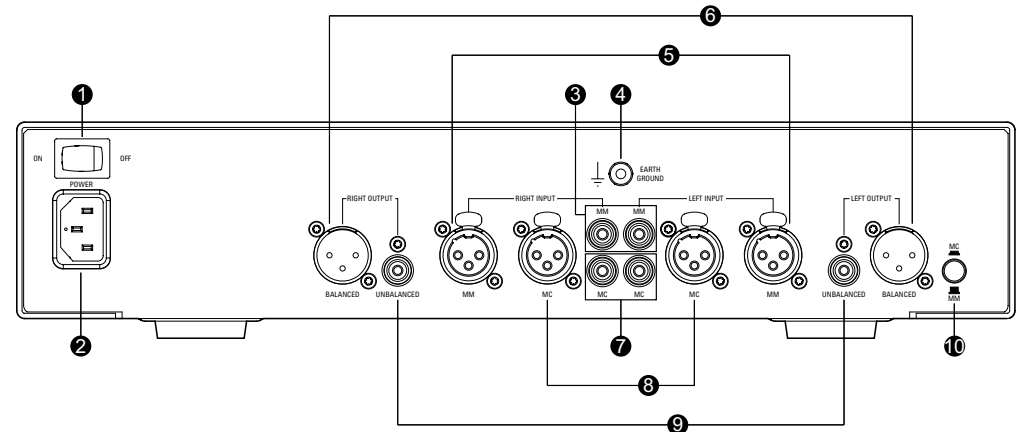 6
5
1
3
4
ON
OFF
EARTH
GROUND
POWER
RIGHT OUTPUT
RIGHT INPUT
MM
MM
LEFT INPUT
LEFT OUTPUT
MC
BALANCED
UNBALANCED
MM
MC
MC
MC
MC
MM
UNBALANCED
BALANCED
MM
2
7
10
8
9